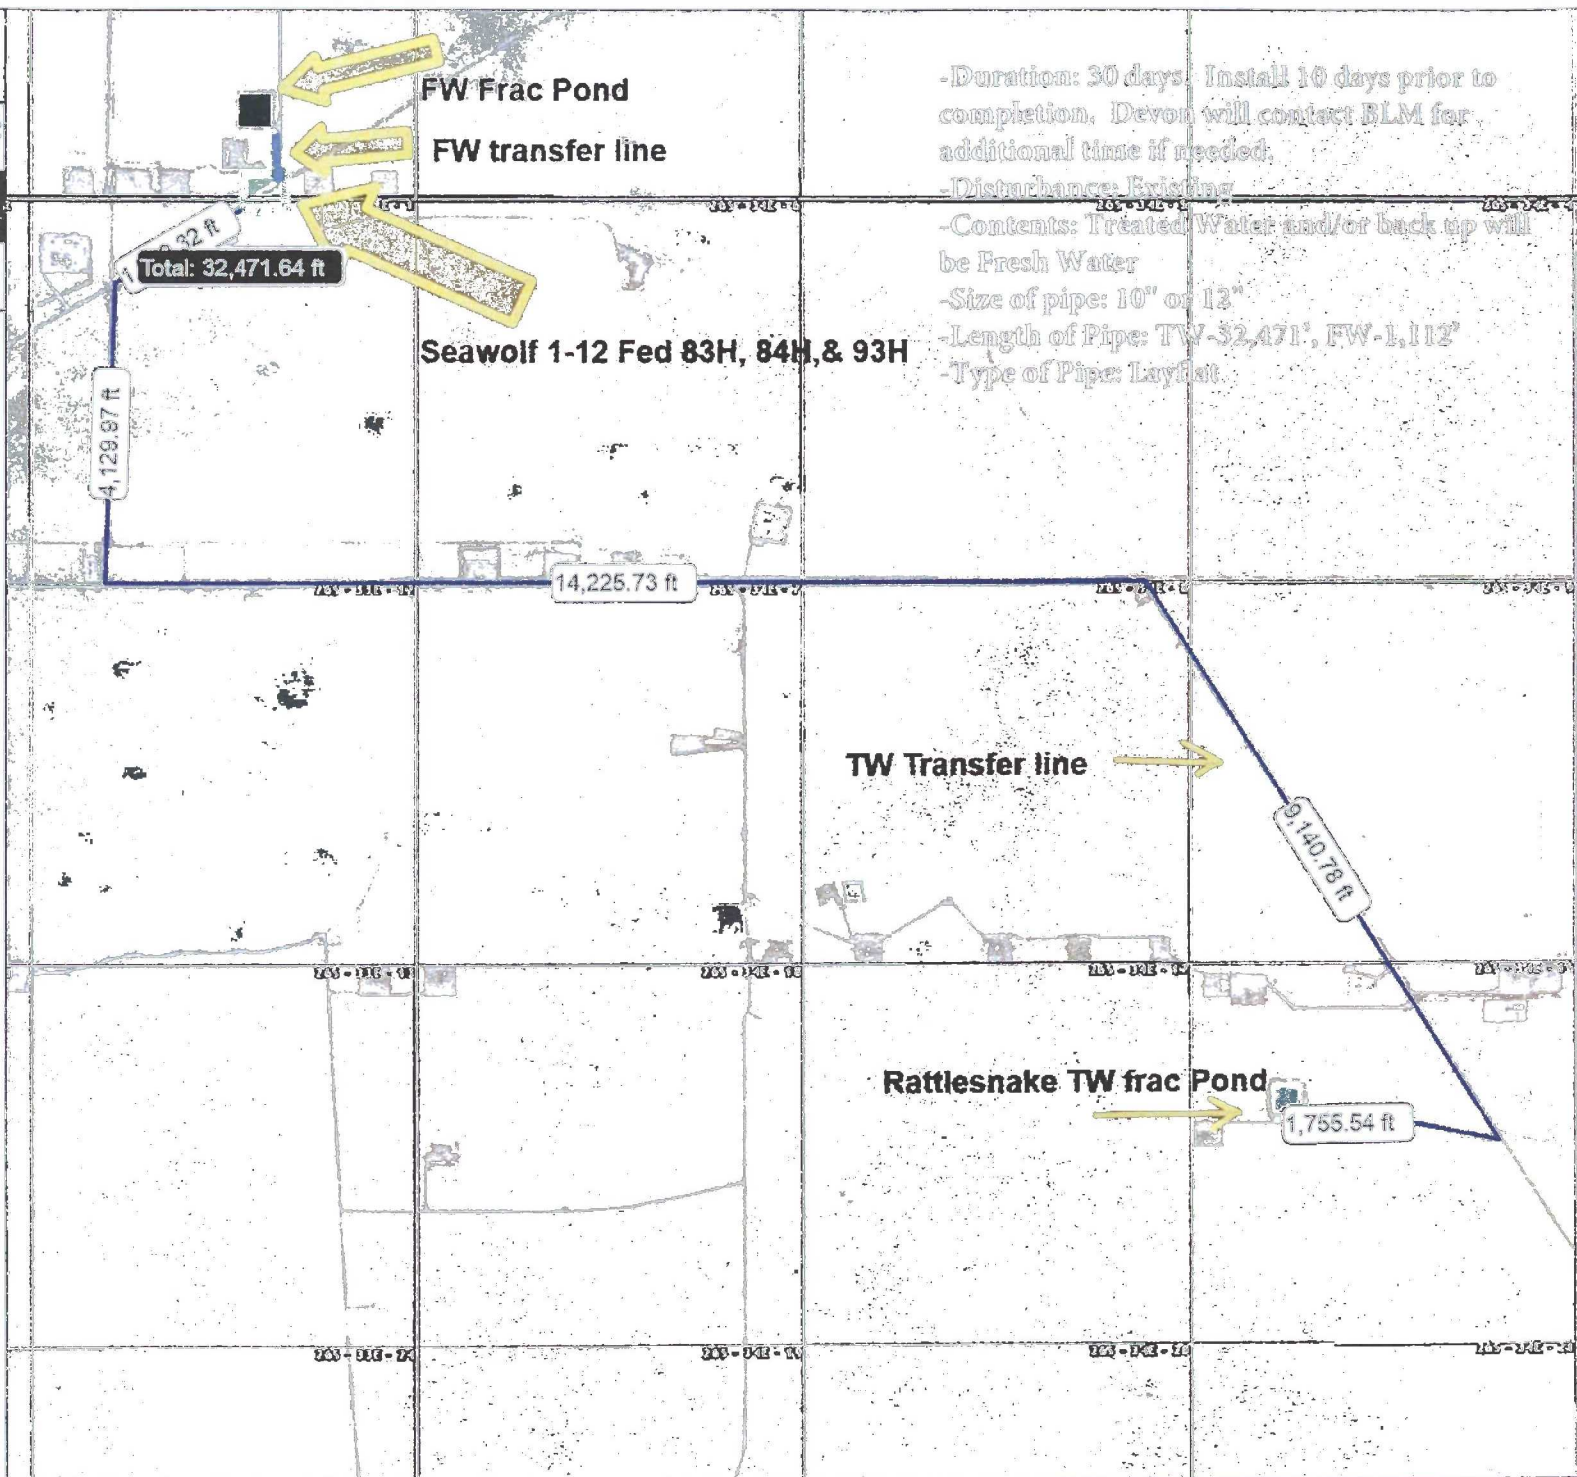 FW Frac Pond
FW transfer line
-Duration: 30 days. Install 10 days prior to
completion. Devon will contact BLM for
additional time if needed.
-Disturbance: Existing
-Contents: Treated Water and/or back up will
be Fresh Water
-Size of pipe: 10" or 12"
-Length of Pipe: TW-32,471', FW-1,112'
-Type of Pipe: Layflat
32 ft
Total: 32,471.64 ft
Seawolf 1-12 Fed 83H, 84H,& 93H
4,129.97 ft
14,225.73 ft
TW Transfer line
9,140.78 ft
Rattlesnake TW frac Pond
1,755.54 ft